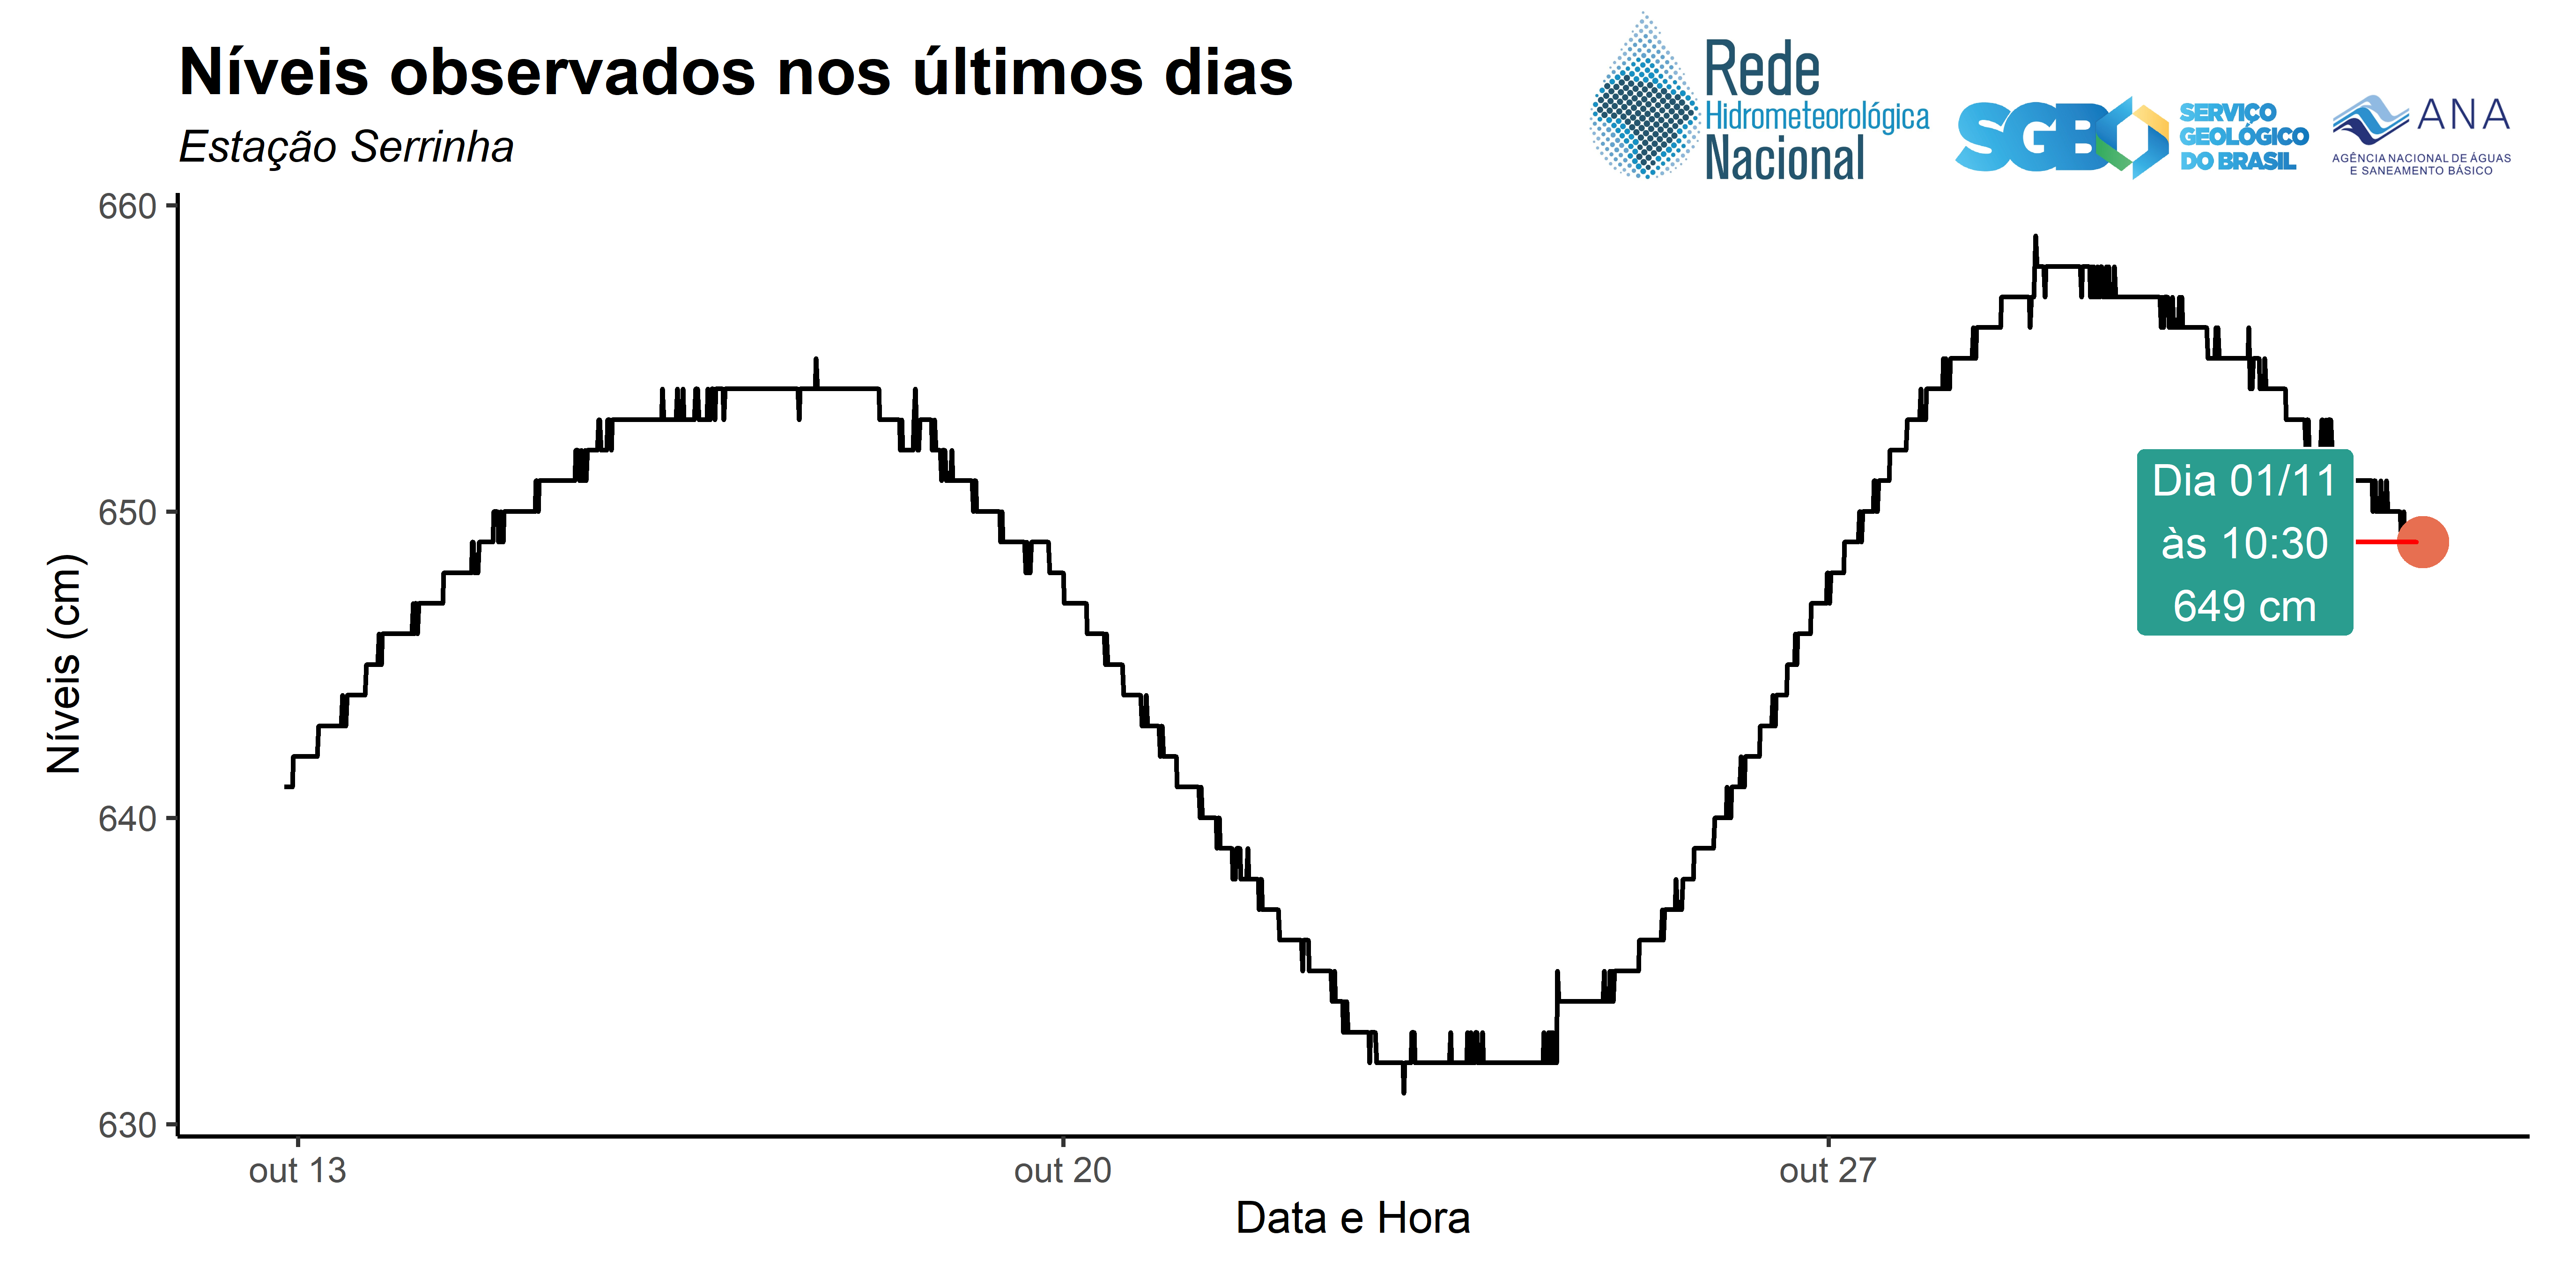 Níveis observados nos últimos dias
Estação Serrinha
Rede
Hidrometeorológica
Nacional
SGB
SERVIÇO
GEOLÓGICO
DO BRASIL
ANA
AGÊNCIA NACIONAL DE ÁGUAS
E SANEAMENTO BÁSICO
Níveis (cm)
660
650
640
630
Dia 01/11
às 10:30
649 cm
out 13
out 20
out 27
Data e Hora